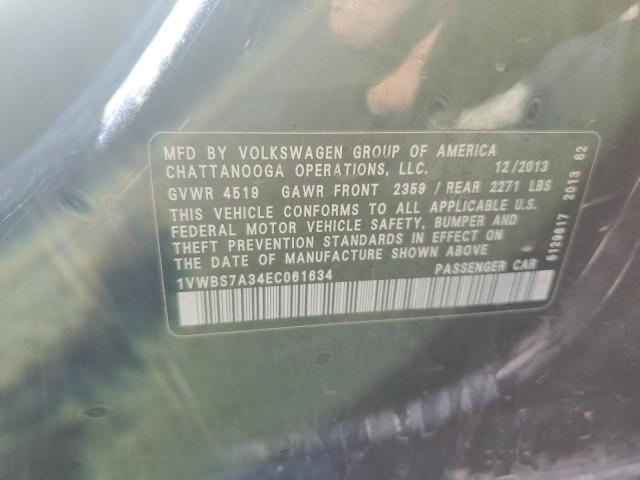 MFD BY VOLKSWAGEN GROUP OF AMERICA
CHATTANOOGA OPERATIONS, LLC. 12/2013
GVWR 4519 GAWR FRONT 2359 / REAR 2271 LBS
THIS VEHICLE CONFORMS TO ALL APPLICABLE U.S.
FEDERAL MOTOR VEHICLE SAFETY, BUMPER AND
THEFT PREVENTION STANDARDS IN EFFECT ON
THE DATE OF MANUFACTURE SHOWN ABOVE
1VWBS7A34EC061634 PASSENGER CAR
5129617 2013 62